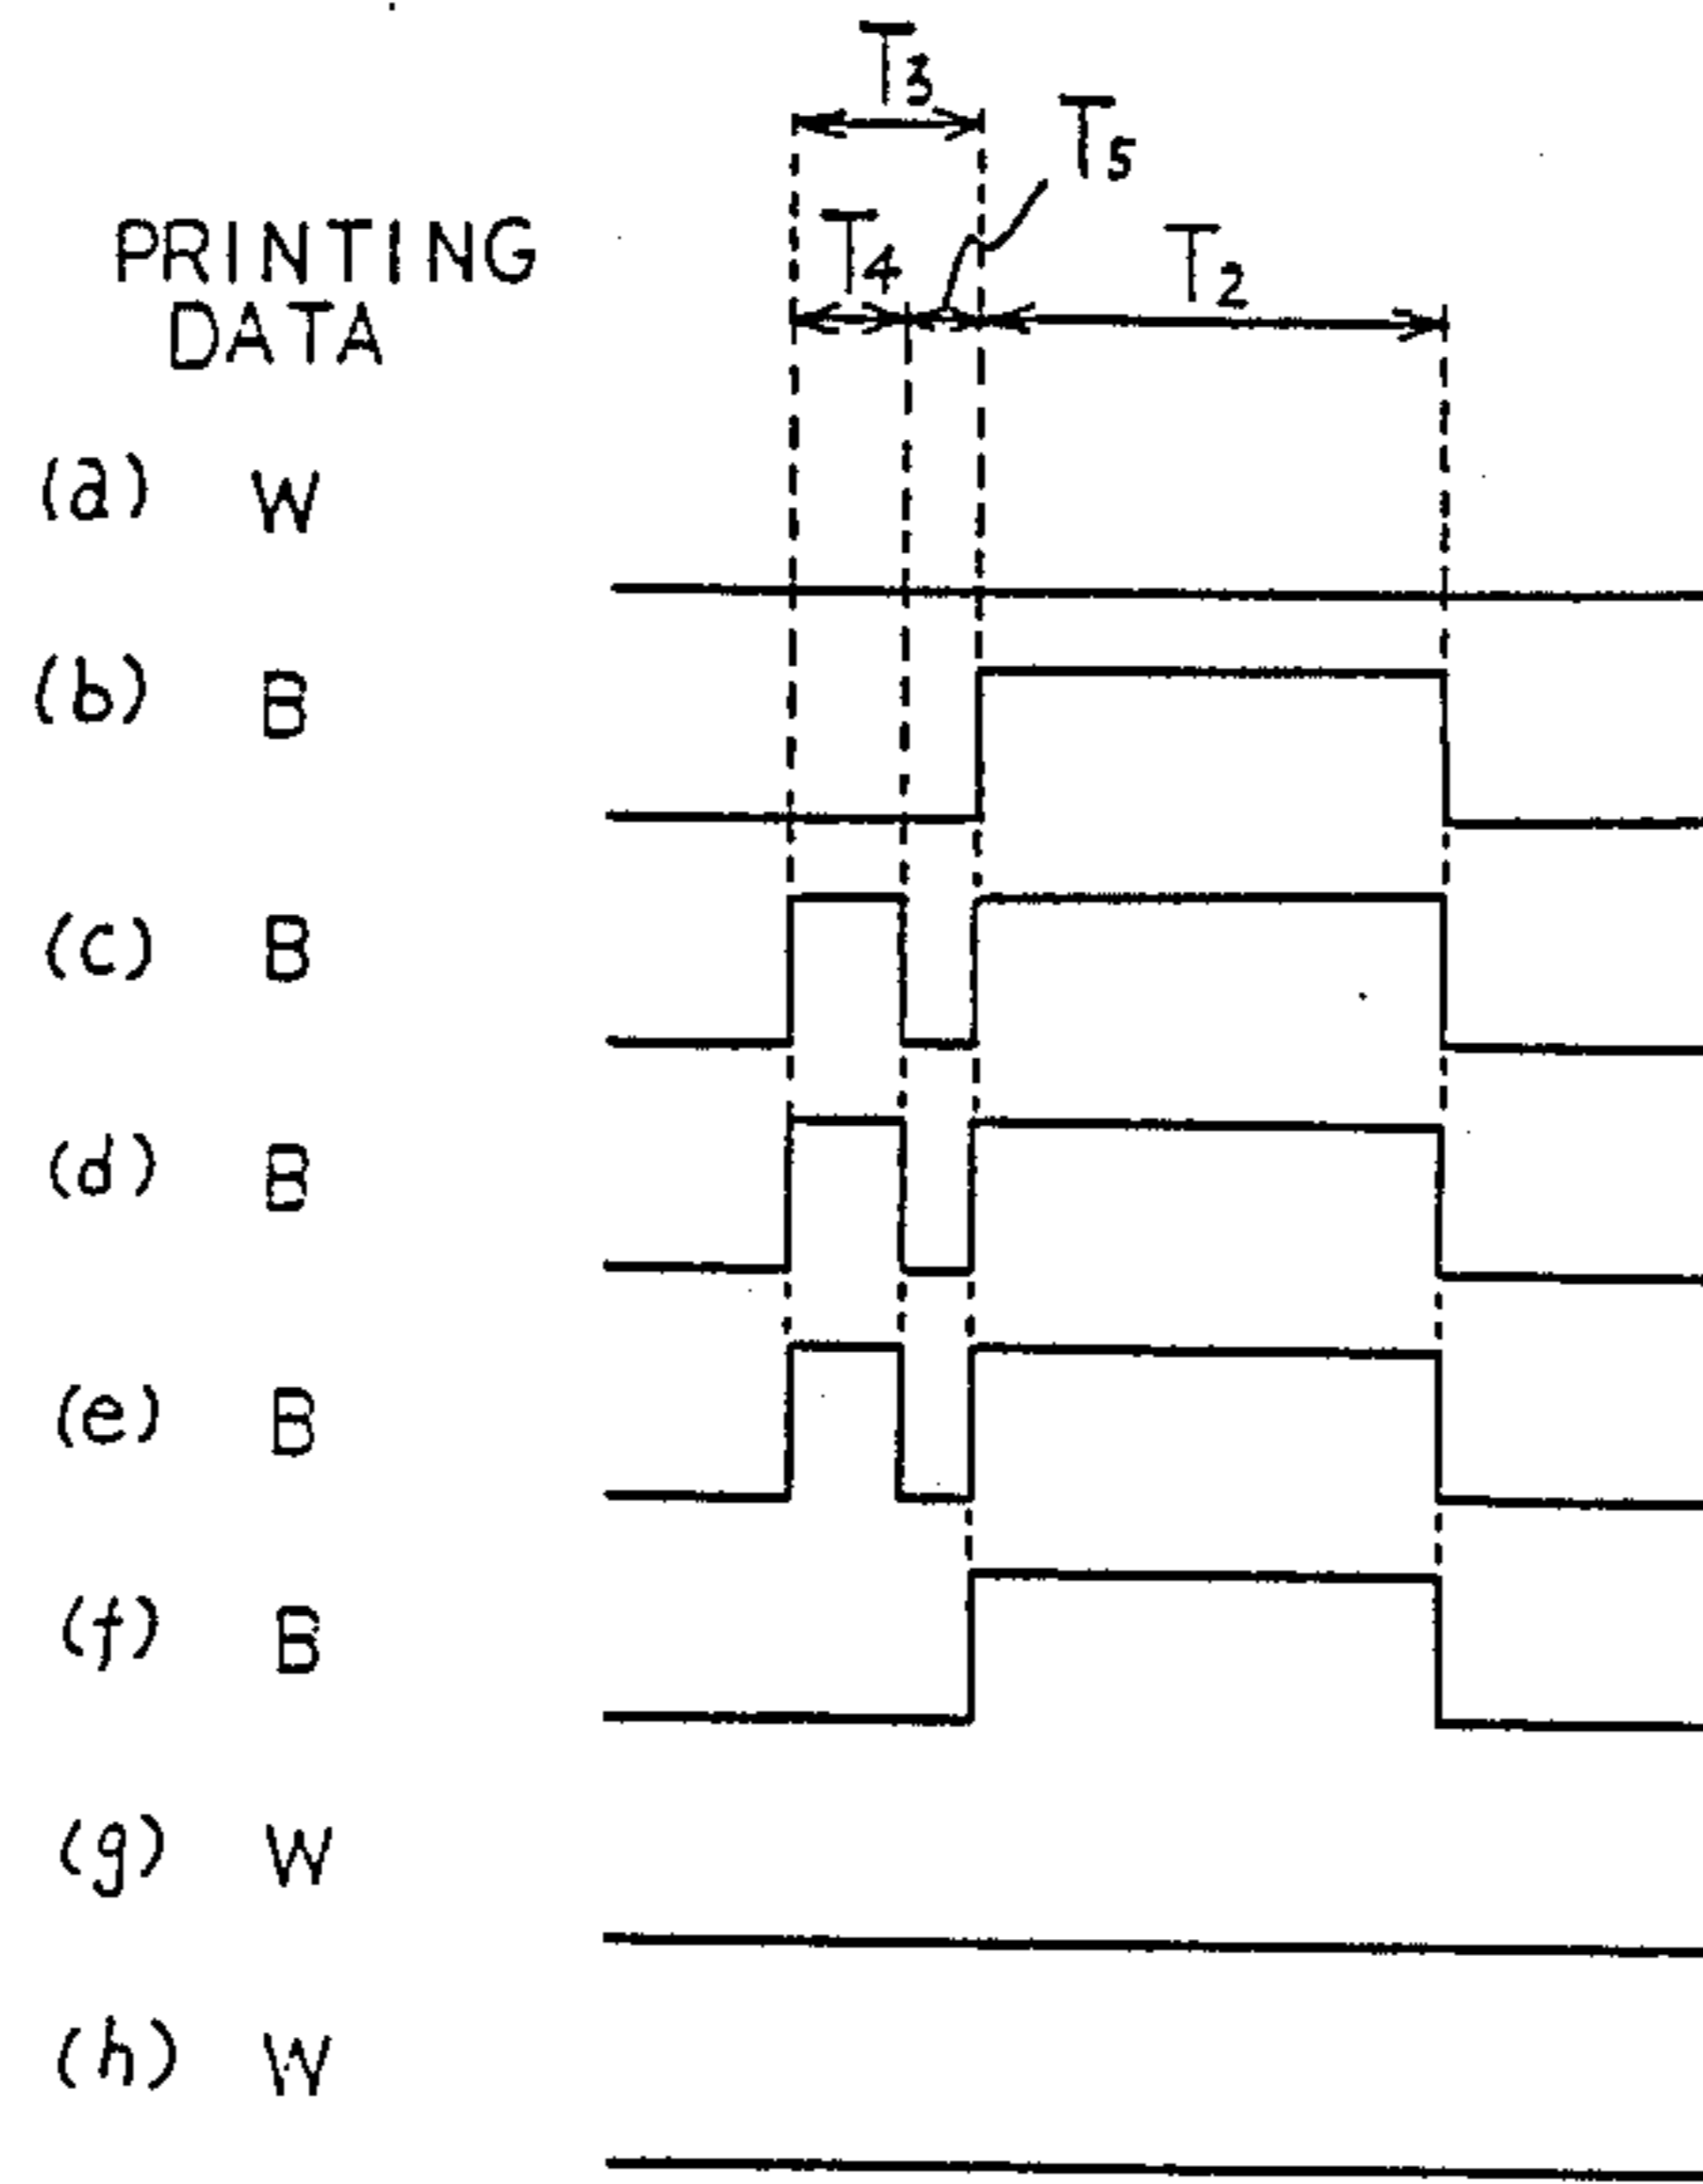 T3
T5
PRINTING
T4
T2
DATA
(a) W
(b) B
(c) B
(d) B
(e) B
(f) B
(g) W
(h) W